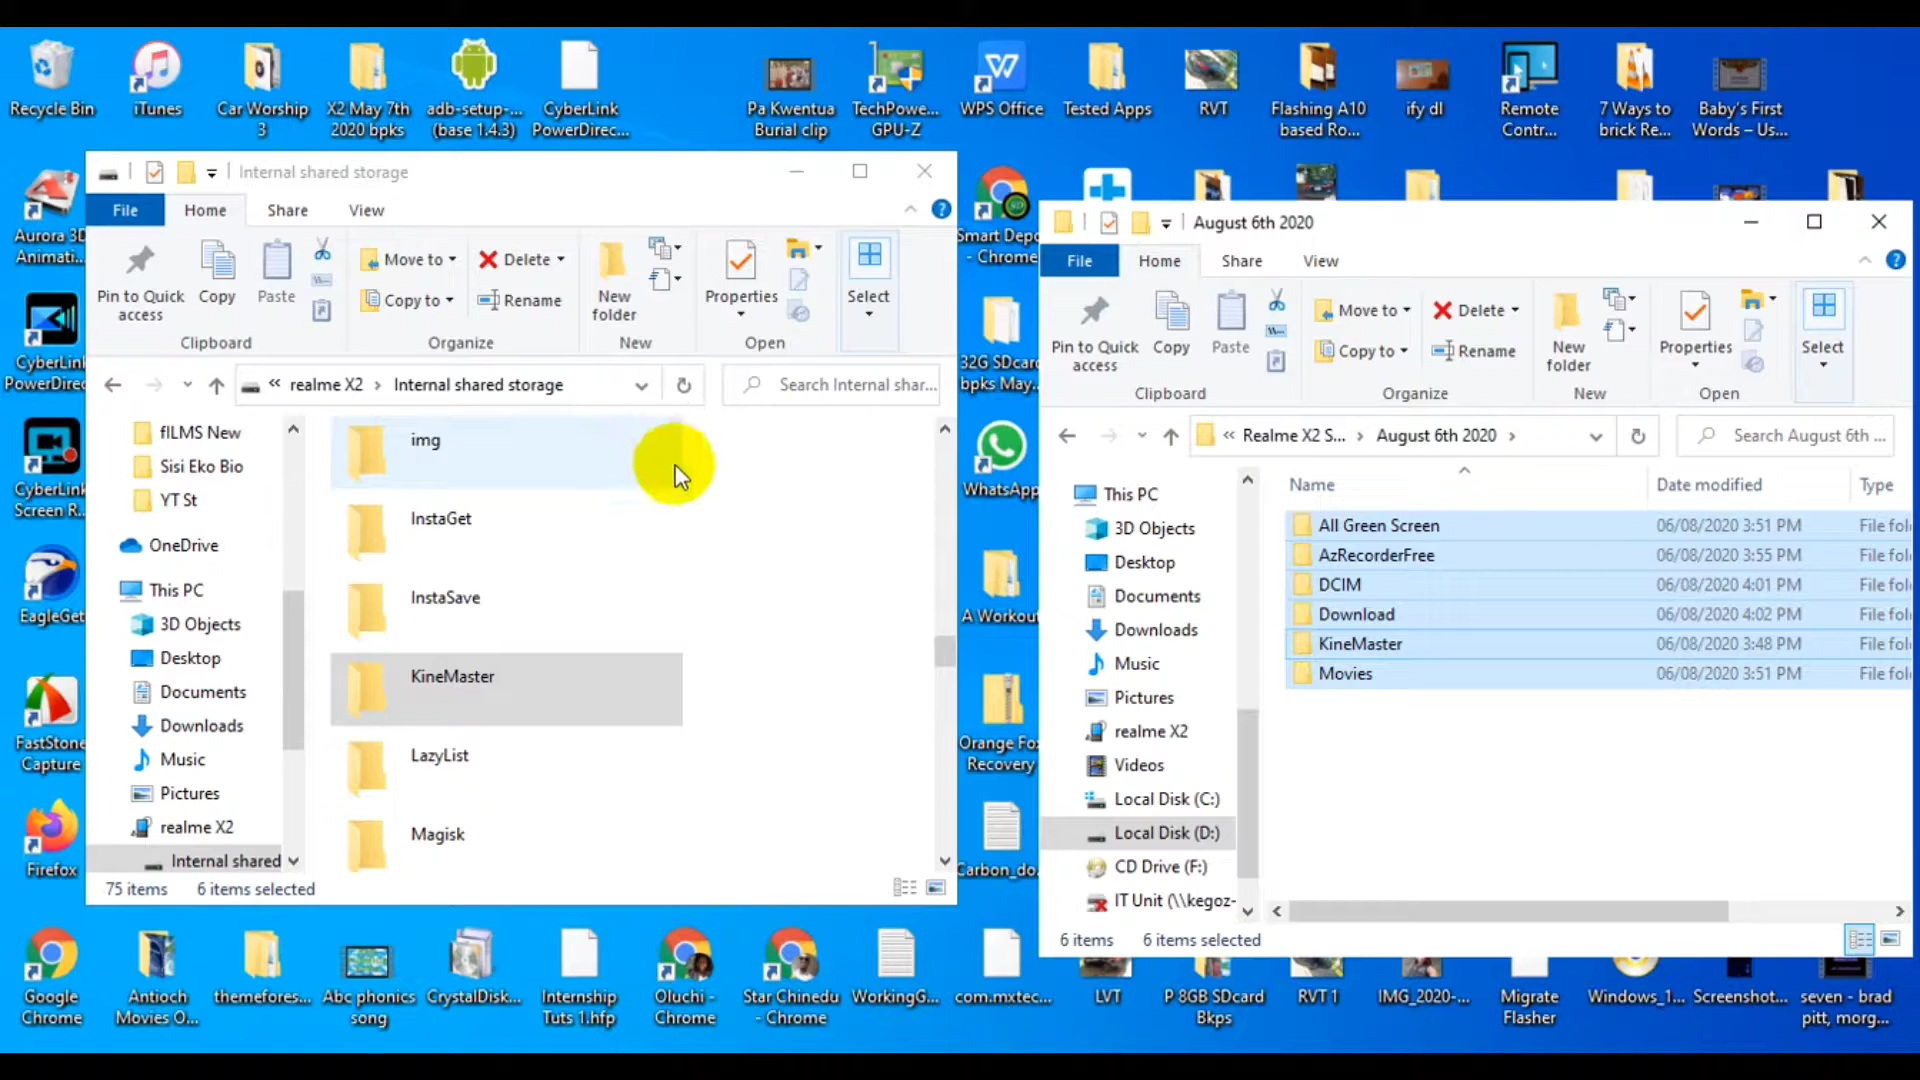 Recycle Bin
iTunes
Car Worship
3
X2 May 7th
2020 bpks
adb-setup-...
(base 1.4.3)
CyberLink
PowerDirec...
Pa Kwentua
Burial clip
TechPowe...
GPU-Z
WPS Office
Tested Apps
RVT
Flashing A10
based Ro...
ify dl
Remote
Contr...
7 Ways to
brick Re...
Baby's First
Words – Us...
Aurora 3D
Animati...
CyberLink
PowerDirec
CyberLink
Screen R...
EagleGet
FastStone
Capture
Firefox
Internal shared storage
File
Home
Share
View
Pin to Quick
access
Copy
Paste
Move to
Copy to
Delete
Rename
New
folder
Properties
Select
Clipboard
Organize
New
Open
« realme X2 › Internal shared storage
Search Internal shar...
fILMS New
Sisi Eko Bio
YT St
OneDrive
This PC
3D Objects
Desktop
Documents
Downloads
Music
Pictures
realme X2
Internal shared
img
InstaGet
InstaSave
KineMaster
LazyList
Magisk
75 items
6 items selected
Smart Depo
- Chrome
32G SDcard
bpks May...
WhatsApp
A Workout
Orange Fox
Recovery
Carbon_do...
August 6th 2020
File
Home
Share
View
Pin to Quick
access
Copy
Paste
Move to
Copy to
Delete
Rename
New
folder
Properties
Select
Clipboard
Organize
New
Open
« Realme X2 S... › August 6th 2020 ›
Search August 6th ...
This PC
3D Objects
Desktop
Documents
Downloads
Music
Pictures
realme X2
Videos
Local Disk (C:)
Local Disk (D:)
CD Drive (F:)
IT Unit (\\kegoz-
Name
Date modified
Type
All Green Screen 06/08/2020 3:51 PM File fol
AzRecorderFree 06/08/2020 3:55 PM File fol
DCIM 06/08/2020 4:01 PM File fol
Download 06/08/2020 4:02 PM File fol
KineMaster 06/08/2020 3:48 PM File fol
Movies 06/08/2020 3:51 PM File fol
6 items
6 items selected
Google
Chrome
Antioch
Movies O...
themefores...
Abc phonics
song
CrystalDisk...
Internship
Tuts 1.hfp
Oluchi -
Chrome
Star Chinedu
- Chrome
WorkingG...
com.mxtec...
LVT
P 8GB SDcard
Bkps
RVT 1
IMG_2020-...
Migrate
Flasher
Windows_1...
Screenshot...
seven - brad
pitt, morg...